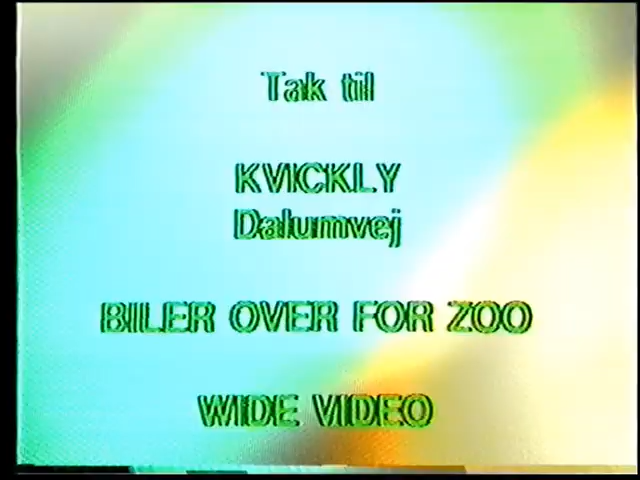 Tak til
KVICKLY
Dalumvej
BILER OVER FOR ZOO
WIDE VIDEO